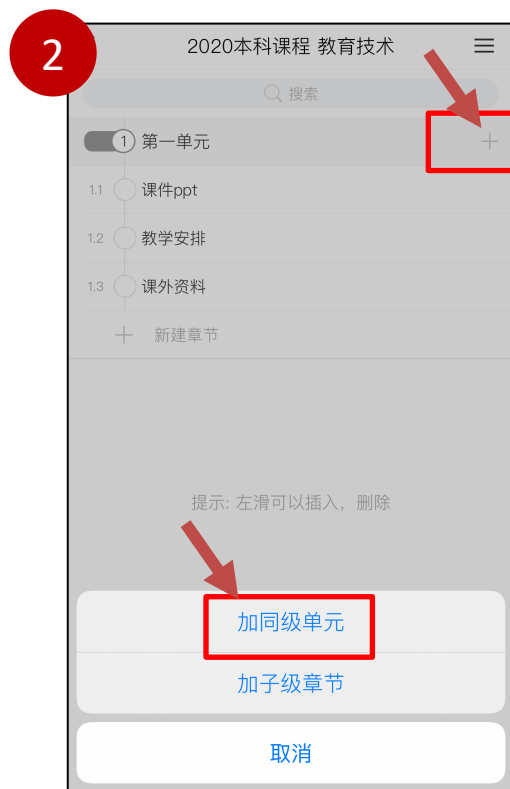 2
2020本科课程 教育技术
搜索
1 第一单元
1.1 课件ppt
1.2 教学安排
1.3 课外资料
新建章节
提示: 左滑可以插入，删除
加同级单元
加子级章节
取消